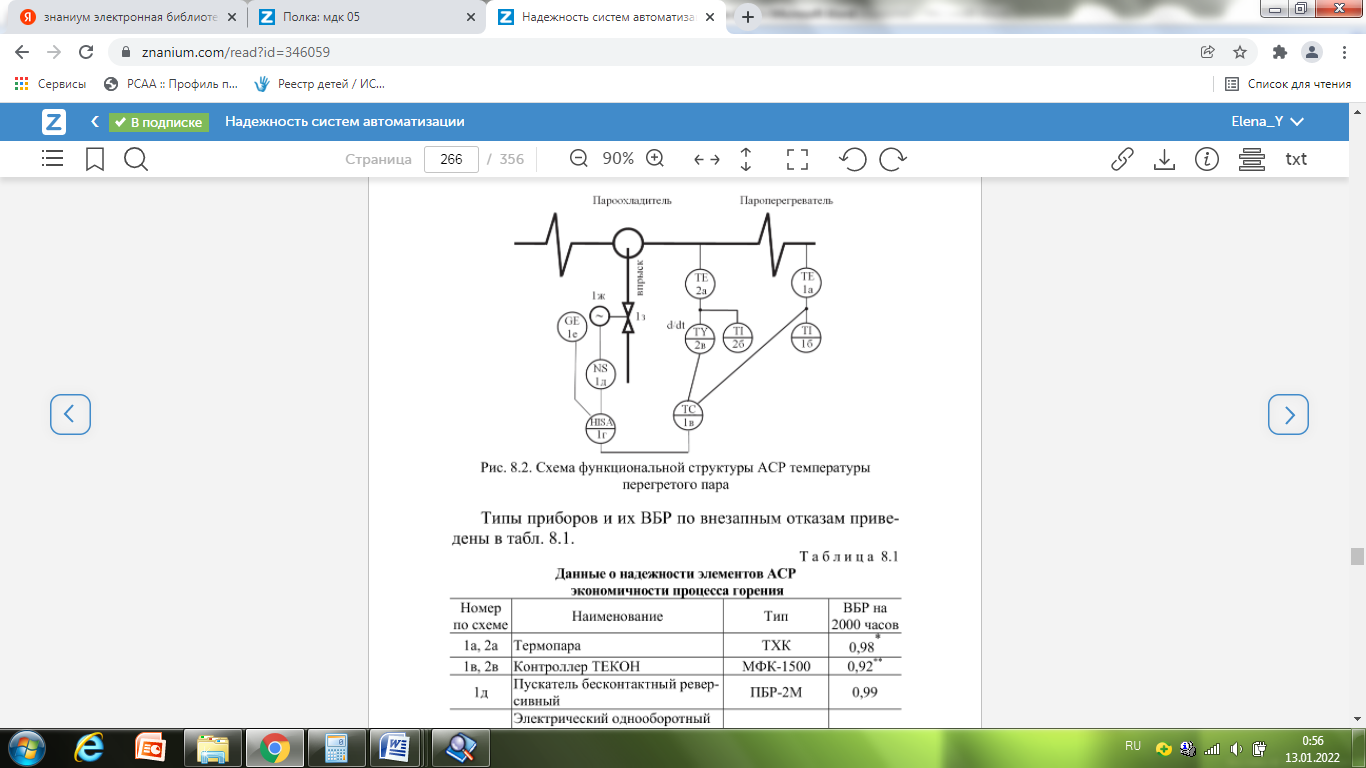 знаниум электронная библиоте
Полка: мдк 05
Надежность систем автоматиза
znanium.com/read?id=346059
Сервисы
РСАА :: Профиль п...
Реестр детей / ИС...
Список для чтения
Z
В подписке
Надежность систем автоматизации
Elena_Y
Страница 266 / 356
90%
txt
Пароохладитель
Пароперегреватель
впрыск
TE
2а
TE
1а
1ж
1з
GE
1е
d/dt
TY
2в
TI
2б
TI
1б
NS
1д
TC
1в
HISA
1г
Рис. 8.2. Схема функциональной структуры АСР температуры
перегретого пара
Типы приборов и их ВБР по внезапным отказам приве-
дены в табл. 8.1.
Таблица 8.1
Данные о надежности элементов АСР
экономичности процесса горения
Номер по схеме Наименование Тип ВБР на 2000 часов
1а, 2а Термопара ТХК 0,98*
1в, 2в Контроллер ТЕКОН МФК-1500 0,92**
1д Пускатель бесконтактный ревер-
сивный ПБР-2М 0,99
Электрический однооборотный
RU
0:56
13.01.2022